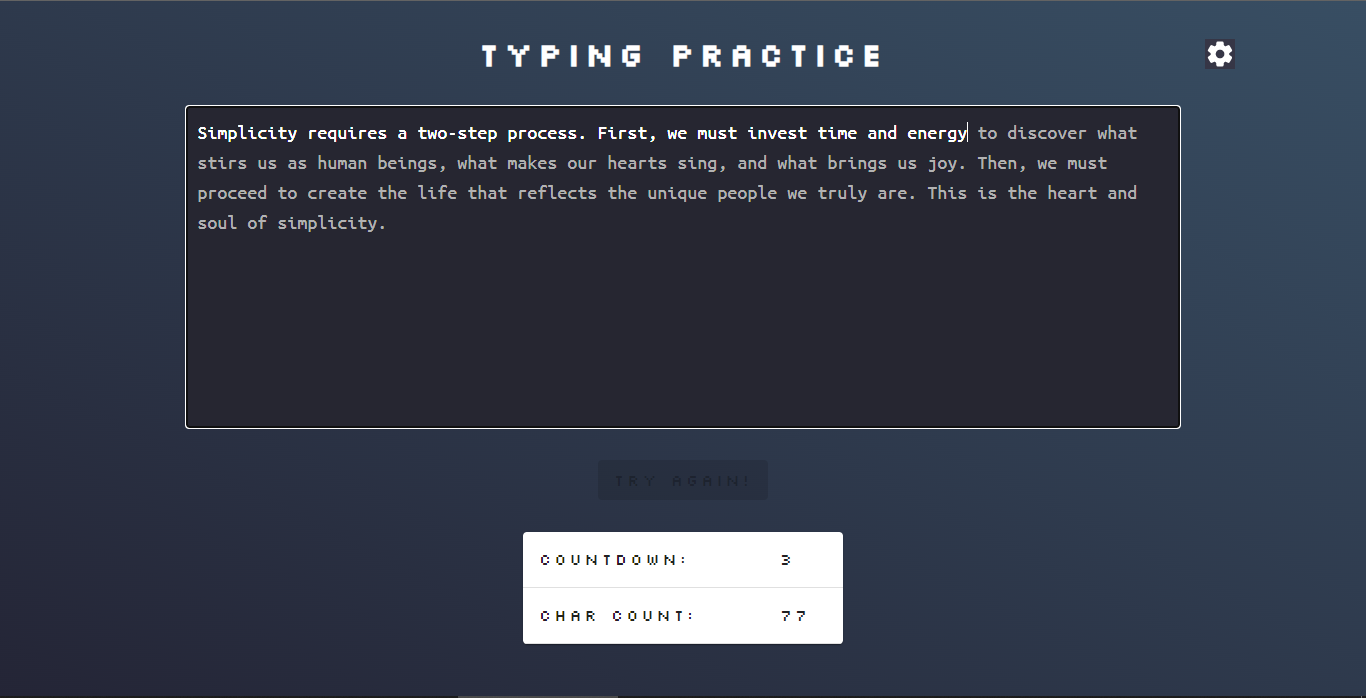 TYPING PRACTICE
Simplicity requires a two-step process. First, we must invest time and energy to discover what
stirs us as human beings, what makes our hearts sing, and what brings us joy. Then, we must
proceed to create the life that reflects the unique people we truly are. This is the heart and
soul of simplicity.
TRY AGAIN!
COUNTDOWN: 3
CHAR COUNT: 77